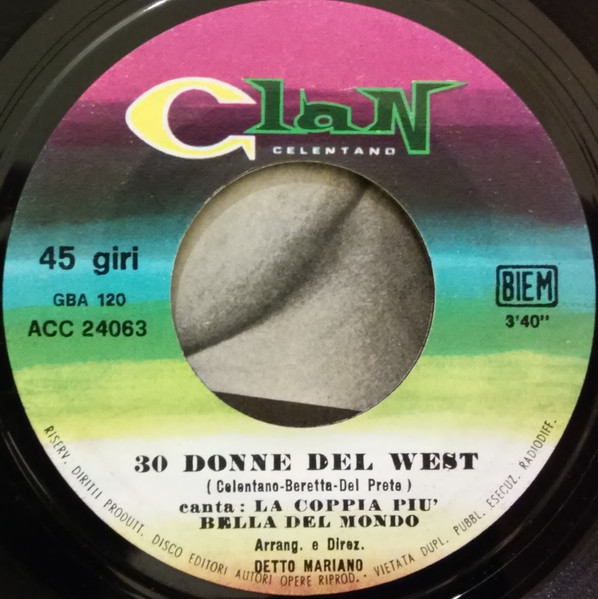 Clan
CELENTANO
45 giri
GBA 120
ACC 24063
BIEM
3'40"
30 DONNE DEL WEST
(Celentano-Beretta-Del Prete)
canta: LA COPPIA PIU'
BELLA DEL MONDO
Arrang. e Direz.
DETTO MARIANO
RISERV. DIRITII PRODUTT. DISCO EDITORI AUTORI OPERE RIPROD. - VIETATA DUPL. PUBBL. ESECUZ. RADIODIFF.